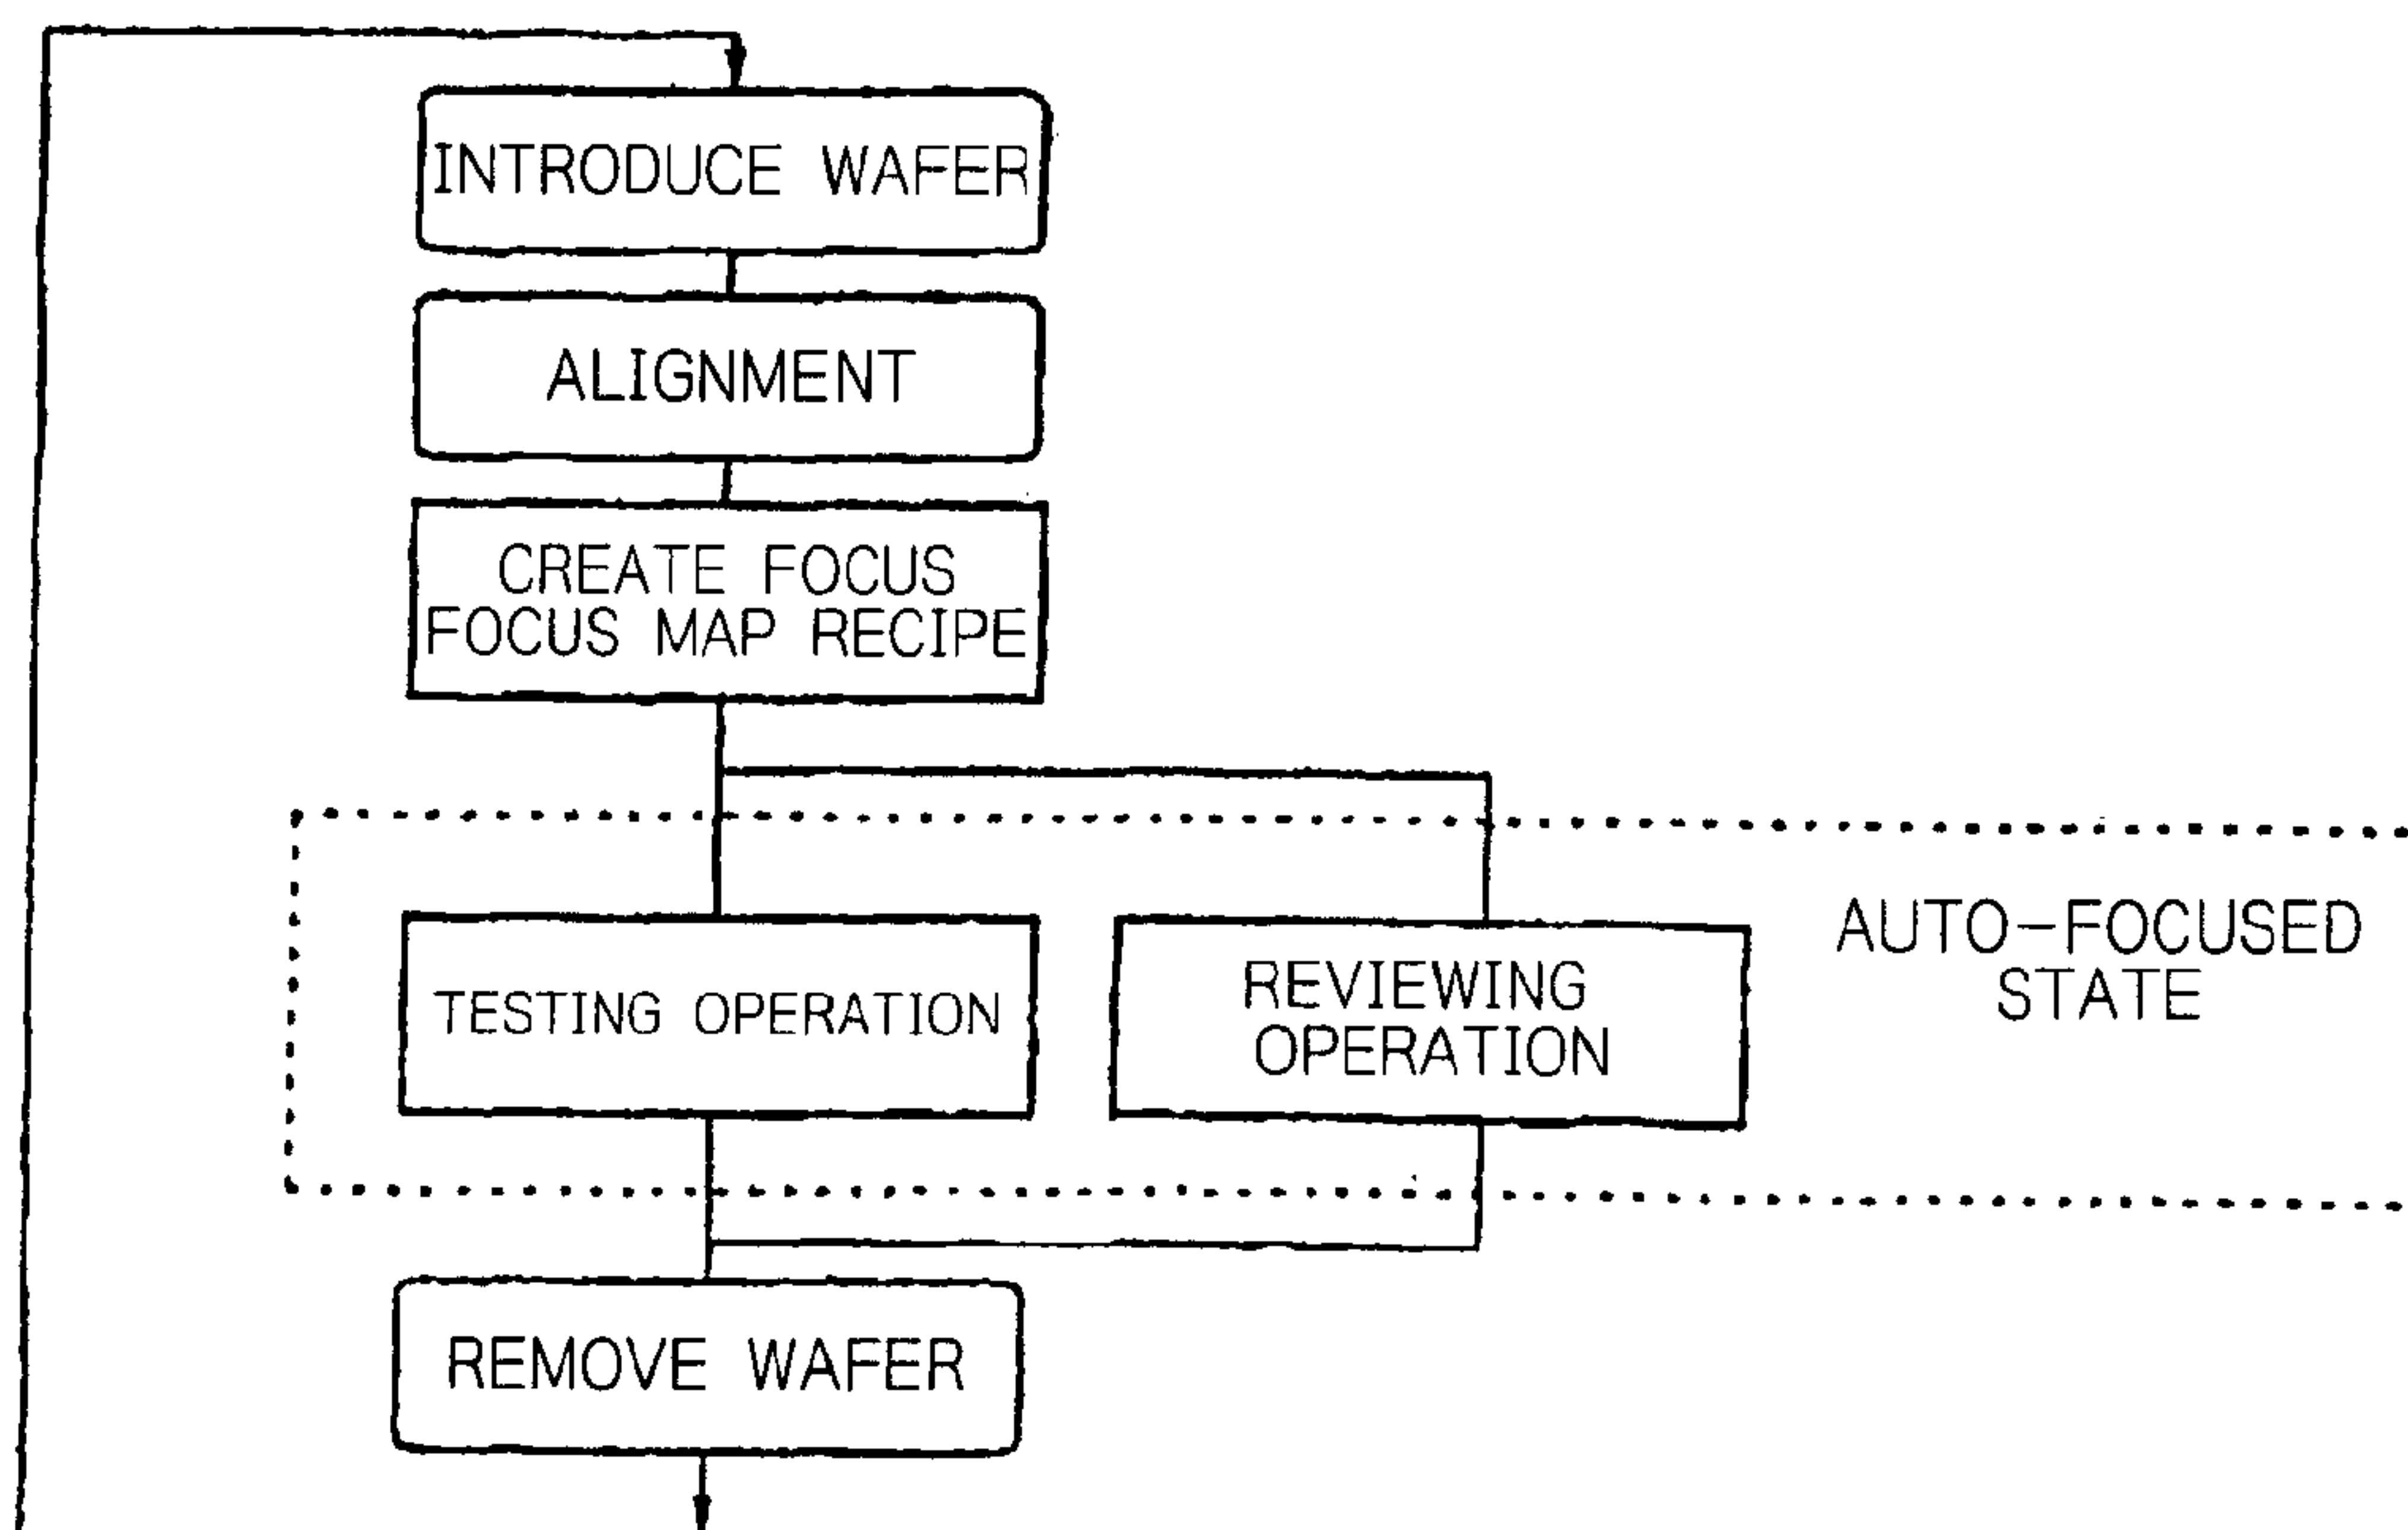 INTRODUCE WAFER
ALIGNMENT
CREATE FOCUS
FOCUS MAP RECIPE
TESTING OPERATION
REVIEWING
OPERATION
AUTO-FOCUSED
STATE
REMOVE WAFER